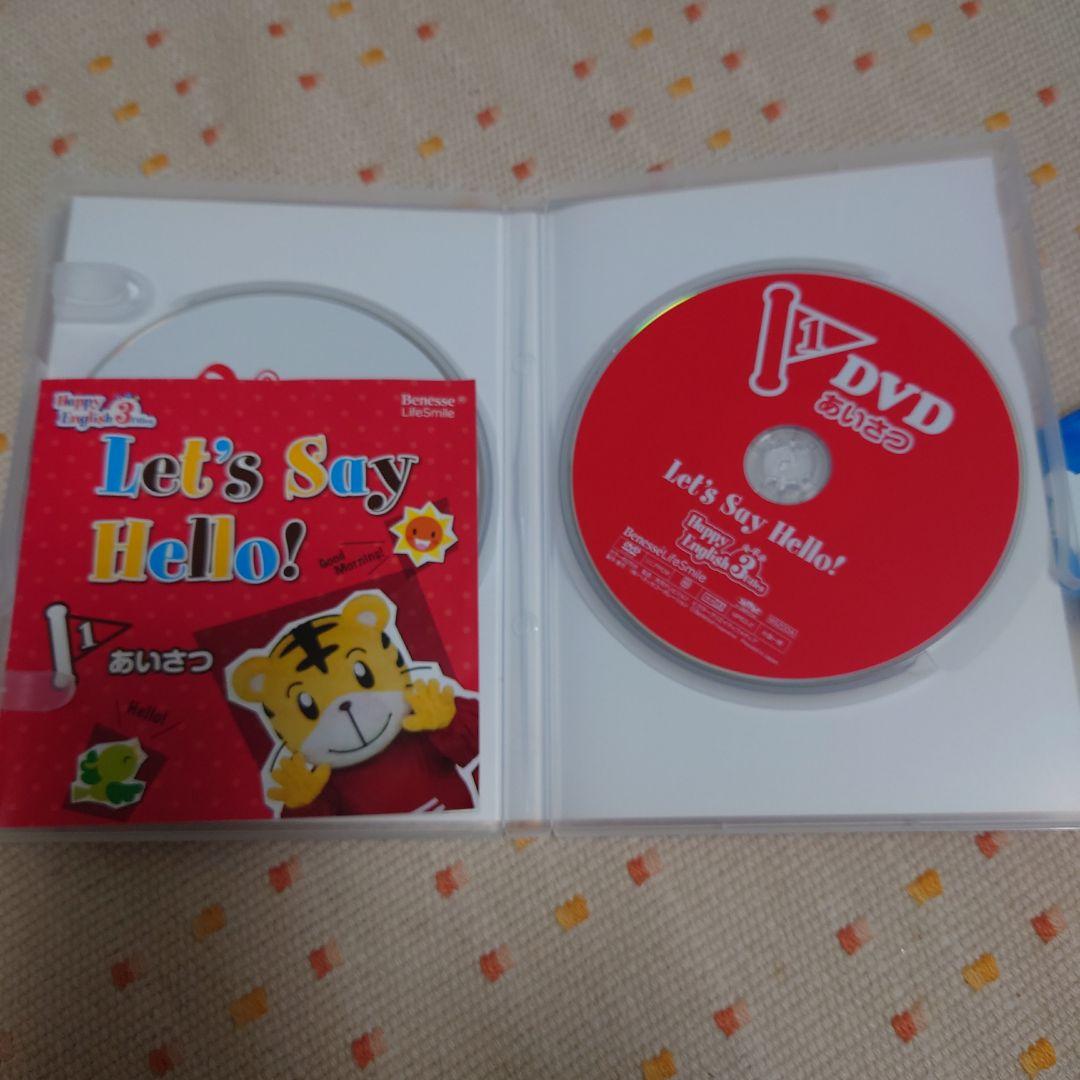 Happy
English 3
Benesse®
LifeSmile
Let's Say
Hello!
Good
Morning!
1
あいさつ
Hello!
1
DVD
あいさつ
Let's Say Hello!
Happy
English 3
Benesse LifeSmile
DVD